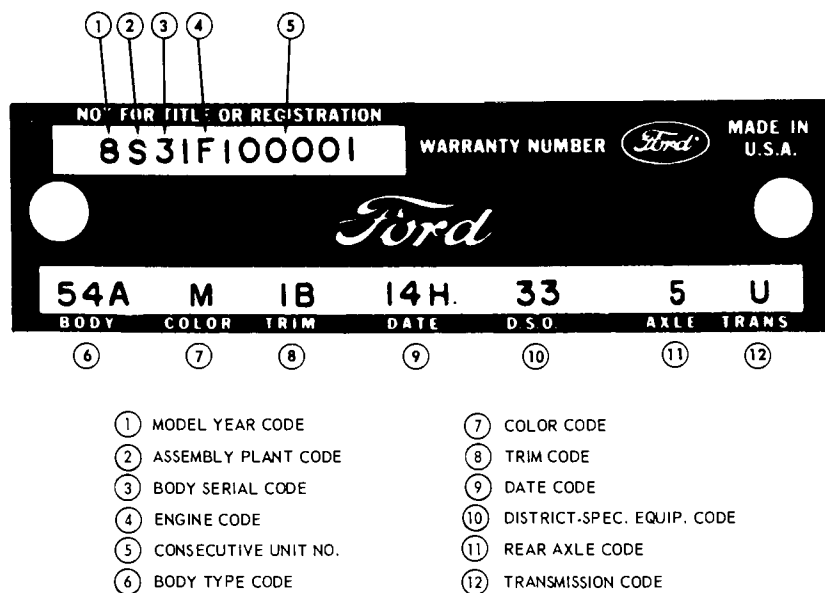 ① ② ③ ④ ⑤
NOT FOR TITLE OR REGISTRATION
8S31F100001
WARRANTY NUMBER
Ford
MADE IN
U.S.A.
Ford
54A M 1B 14H. 33 5 U
BODY COLOR TRIM DATE D.S.O. AXLE TRANS
⑥ ⑦ ⑧ ⑨ ⑩ ⑪ ⑫
① MODEL YEAR CODE
② ASSEMBLY PLANT CODE
③ BODY SERIAL CODE
④ ENGINE CODE
⑤ CONSECUTIVE UNIT NO.
⑥ BODY TYPE CODE
⑦ COLOR CODE
⑧ TRIM CODE
⑨ DATE CODE
⑩ DISTRICT-SPEC. EQUIP. CODE
⑪ REAR AXLE CODE
⑫ TRANSMISSION CODE